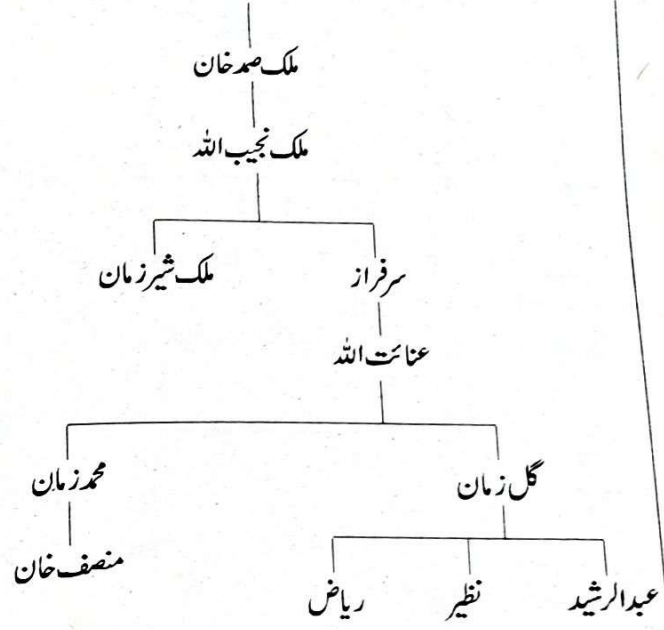 ملک صمد خان
ملک نجیب اللہ
سرفراز
ملک شیر زمان
عنائت اللہ
گل زمان
محمد زمان
عبدالرشید
نظیر
ریاض
منصف خان